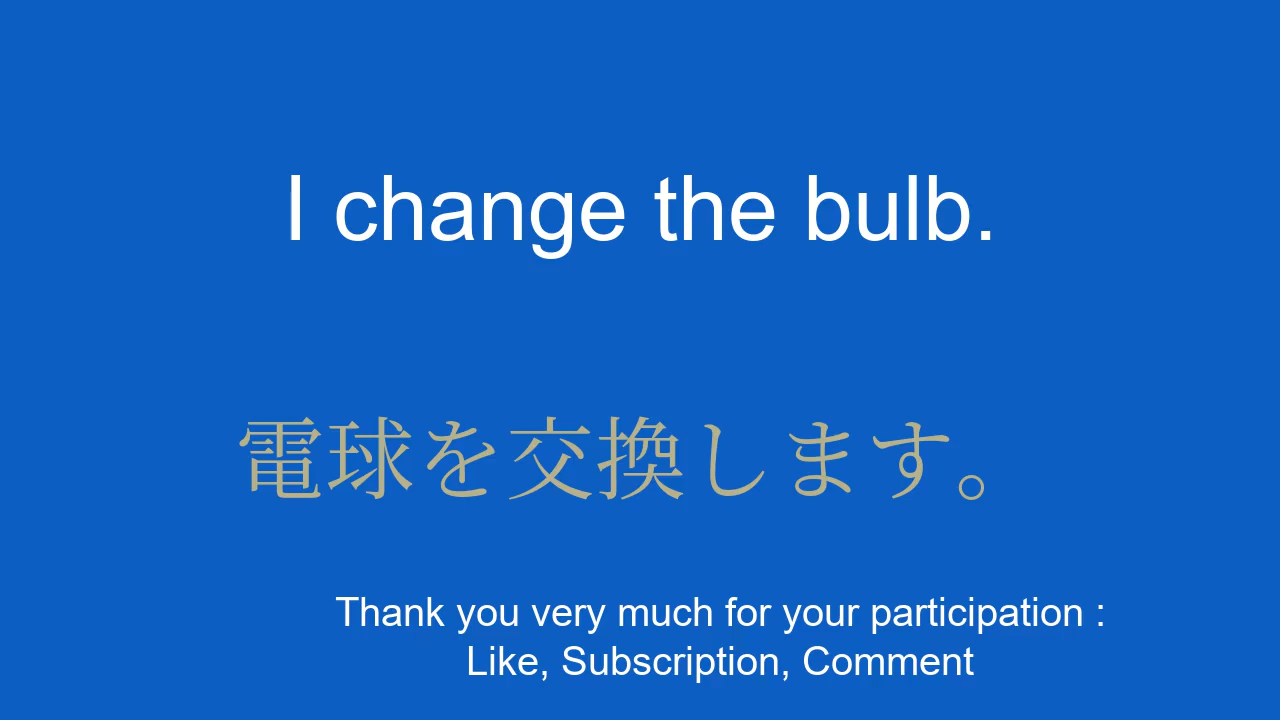 I change the bulb.
電球を交換します。
Thank you very much for your participation :
Like, Subscription, Comment